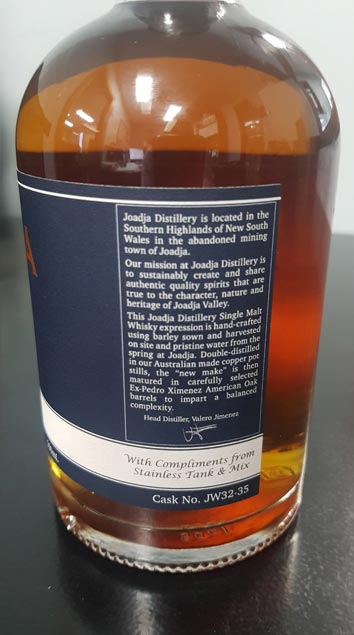 A
Joadja Distillery is located in the
Southern Highlands of New South
Wales in the abandoned mining
town of Joadja.
Our mission at Joadja Distillery is
to sustainably create and share
authentic quality spirits that are
true to the character, nature and
heritage of Joadja Valley.
This Joadja Distillery Single Malt
Whisky expression is hand-crafted
using barley sown and harvested
on site and pristine water from the
spring at Joadja. Double-distilled
in our Australian made copper pot
stills, the "new make" is then
matured in carefully selected
Ex-Pedro Ximenez American Oak
barrels to impart a balanced
complexity.
Head Distiller, Valero Jimenez
With Compliments from
Stainless Tank & Mix
Cask No. JW32-35